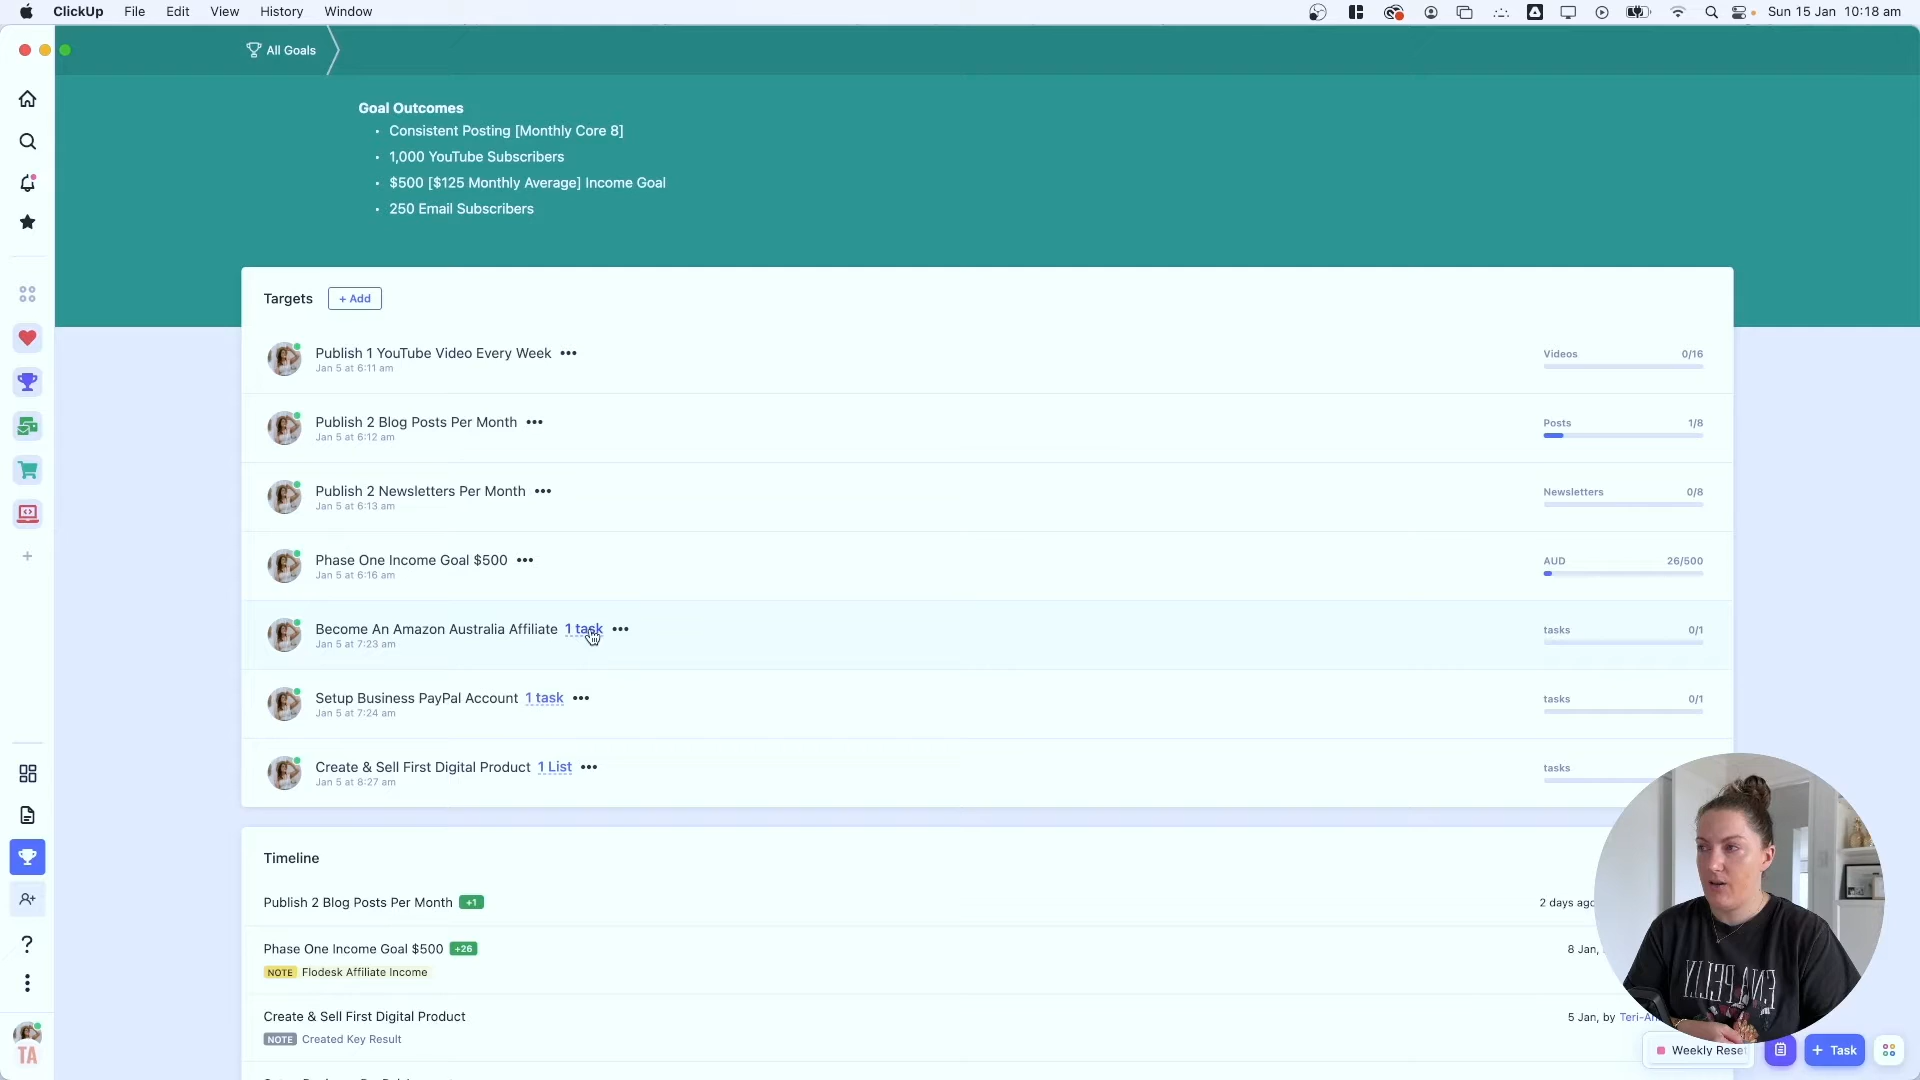 ClickUp File Edit View History Window Sun 15 Jan 10:18 am
All Goals
Goal Outcomes
• Consistent Posting [Monthly Core 8]
• 1,000 YouTube Subscribers
• $500 [$125 Monthly Average] Income Goal
• 250 Email Subscribers
Targets + Add
Publish 1 YouTube Video Every Week •••
Jan 5 at 6:11 am
Videos 0/16
Publish 2 Blog Posts Per Month •••
Jan 5 at 6:12 am
Posts 1/8
Publish 2 Newsletters Per Month •••
Jan 5 at 6:13 am
Newsletters 0/8
Phase One Income Goal $500 •••
Jan 5 at 6:16 am
AUD 26/500
Become An Amazon Australia Affiliate 1 task •••
Jan 5 at 7:23 am
tasks 0/1
Setup Business PayPal Account 1 task •••
Jan 5 at 7:24 am
tasks 0/1
Create & Sell First Digital Product 1 List •••
Jan 5 at 8:27 am
tasks
Timeline
Publish 2 Blog Posts Per Month +1
2 days ago
Phase One Income Goal $500 +26
8 Jan,
NOTE Flodesk Affiliate Income
Create & Sell First Digital Product
5 Jan, by Teri-An
NOTE Created Key Result
Weekly Reset
+ Task
TA